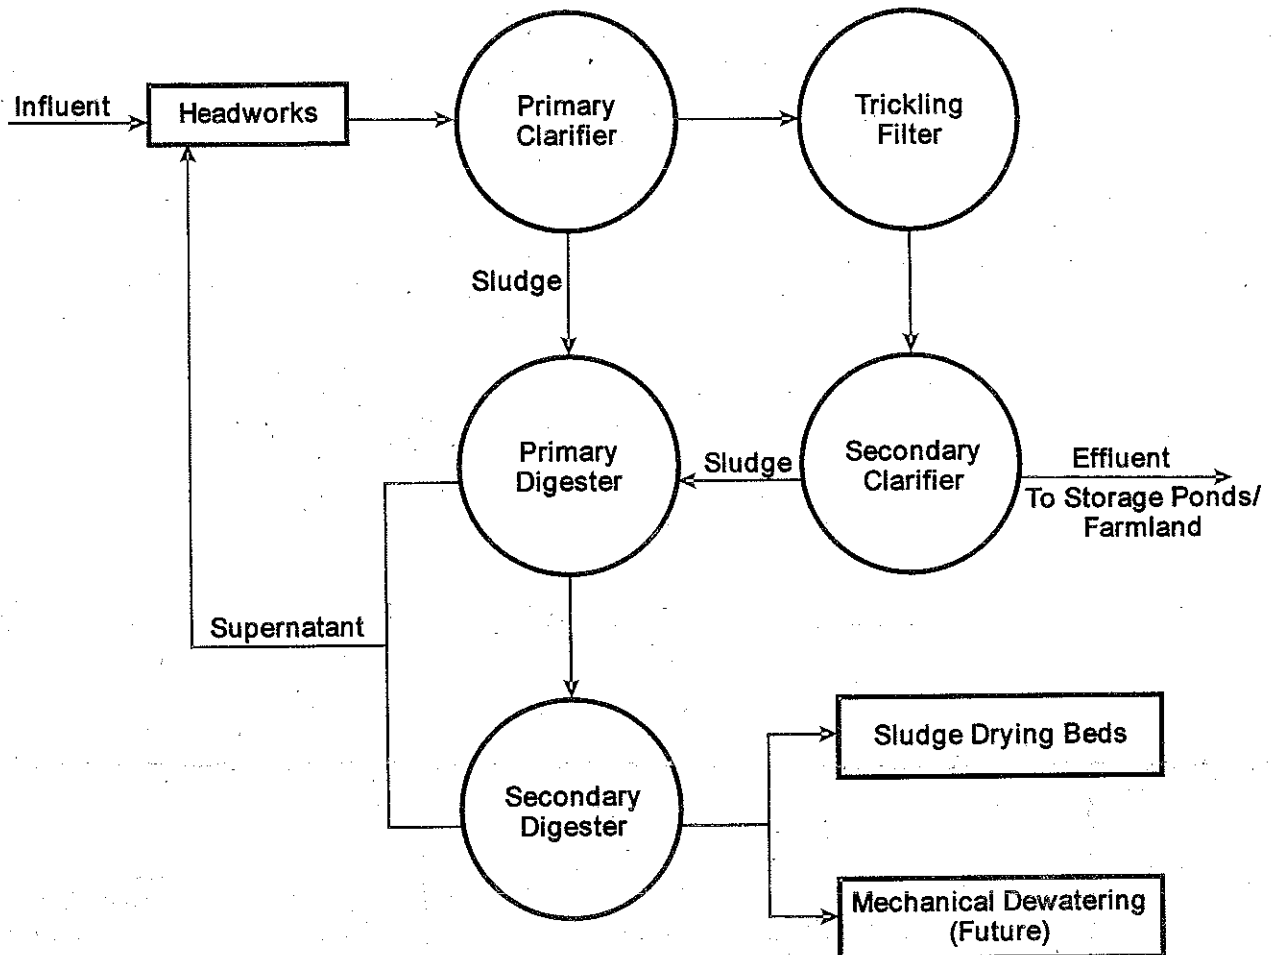 Influent
Headworks
Primary
Clarifier
Trickling
Filter
Sludge
Primary
Digester
Sludge
Secondary
Clarifier
Effluent
To Storage Ponds/
Farmland
Supernatant
Secondary
Digester
Sludge Drying Beds
Mechanical Dewatering
(Future)